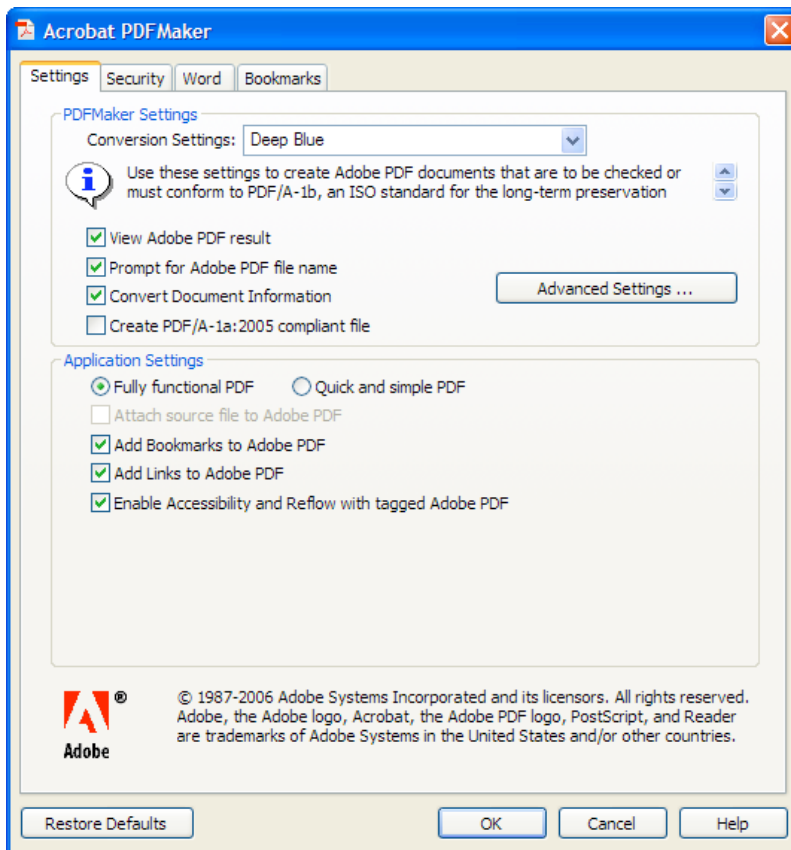 Acrobat PDFMaker
Settings Security Word Bookmarks
PDFMaker Settings
Conversion Settings: Deep Blue
Use these settings to create Adobe PDF documents that are to be checked or
must conform to PDF/A-1b, an ISO standard for the long-term preservation
View Adobe PDF result
Prompt for Adobe PDF file name
Convert Document Information
Advanced Settings ...
Create PDF/A-1a:2005 compliant file
Application Settings
Fully functional PDF Quick and simple PDF
Attach source file to Adobe PDF
Add Bookmarks to Adobe PDF
Add Links to Adobe PDF
Enable Accessibility and Reflow with tagged Adobe PDF
® © 1987-2006 Adobe Systems Incorporated and its licensors. All rights reserved.
Adobe, the Adobe logo, Acrobat, the Adobe PDF logo, PostScript, and Reader
are trademarks of Adobe Systems in the United States and/or other countries.
Adobe
Restore Defaults OK Cancel Help